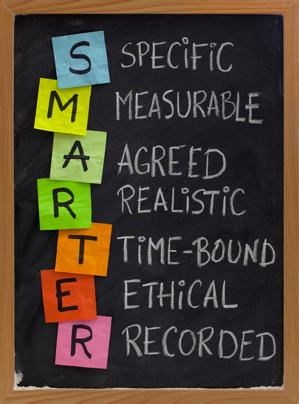 S SPECIFIC
M MEASURABLE
A AGREED
R REALISTIC
T TIME-BOUND
E ETHICAL
R RECORDED